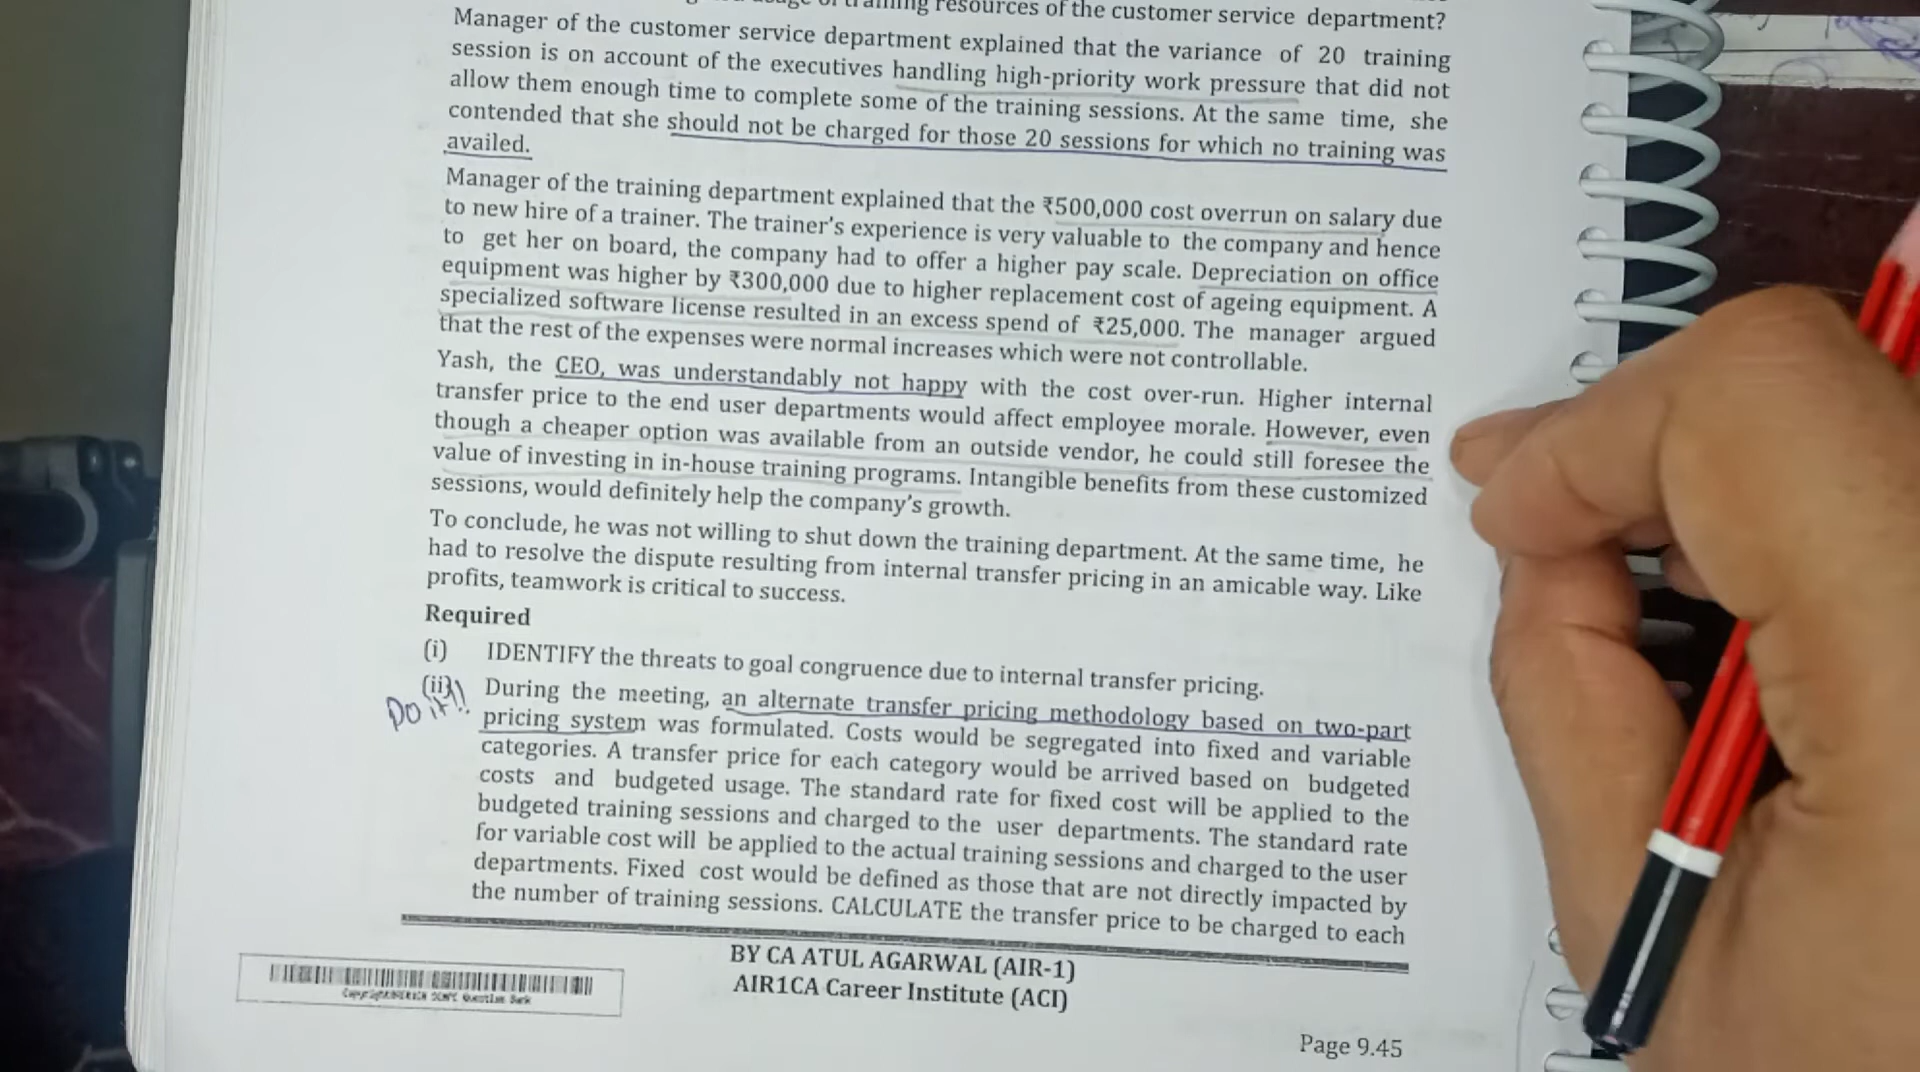 training resources of the customer service department?
Manager of the customer service department explained that the variance of 20 training
session is on account of the executives handling high-priority work pressure that did not
allow them enough time to complete some of the training sessions. At the same time, she
contended that she should not be charged for those 20 sessions for which no training was
availed.
Manager of the training department explained that the ₹500,000 cost overrun on salary due
to new hire of a trainer. The trainer's experience is very valuable to the company and hence
to get her on board, the company had to offer a higher pay scale. Depreciation on office
equipment was higher by ₹300,000 due to higher replacement cost of ageing equipment. A
specialized software license resulted in an excess spend of ₹25,000. The manager argued
that the rest of the expenses were normal increases which were not controllable.
Yash, the CEO, was understandably not happy with the cost over-run. Higher internal
transfer price to the end user departments would affect employee morale. However, even
though a cheaper option was available from an outside vendor, he could still foresee the
value of investing in in-house training programs. Intangible benefits from these customized
sessions, would definitely help the company's growth.
To conclude, he was not willing to shut down the training department. At the same time, he
had to resolve the dispute resulting from internal transfer pricing in an amicable way. Like
profits, teamwork is critical to success.
Required
(i) IDENTIFY the threats to goal congruence due to internal transfer pricing.
(ii) During the meeting, an alternate transfer pricing methodology based on two-part
Do it!!
pricing system was formulated. Costs would be segregated into fixed and variable
categories. A transfer price for each category would be arrived based on budgeted
costs and budgeted usage. The standard rate for fixed cost will be applied to the
budgeted training sessions and charged to the user departments. The standard rate
for variable cost will be applied to the actual training sessions and charged to the user
departments. Fixed cost would be defined as those that are not directly impacted by
the number of training sessions. CALCULATE the transfer price to be charged to each
BY CA ATUL AGARWAL (AIR-1)
AIR1CA Career Institute (ACI)
Page 9.45